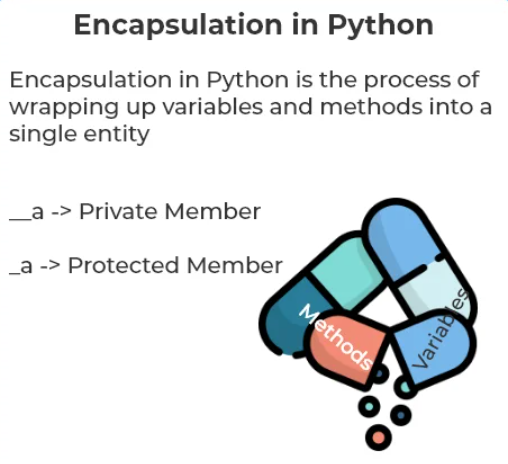 Encapsulation in Python
Encapsulation in Python is the process of
wrapping up variables and methods into a
single entity
__a -> Private Member
_a -> Protected Member
Methods
Variables